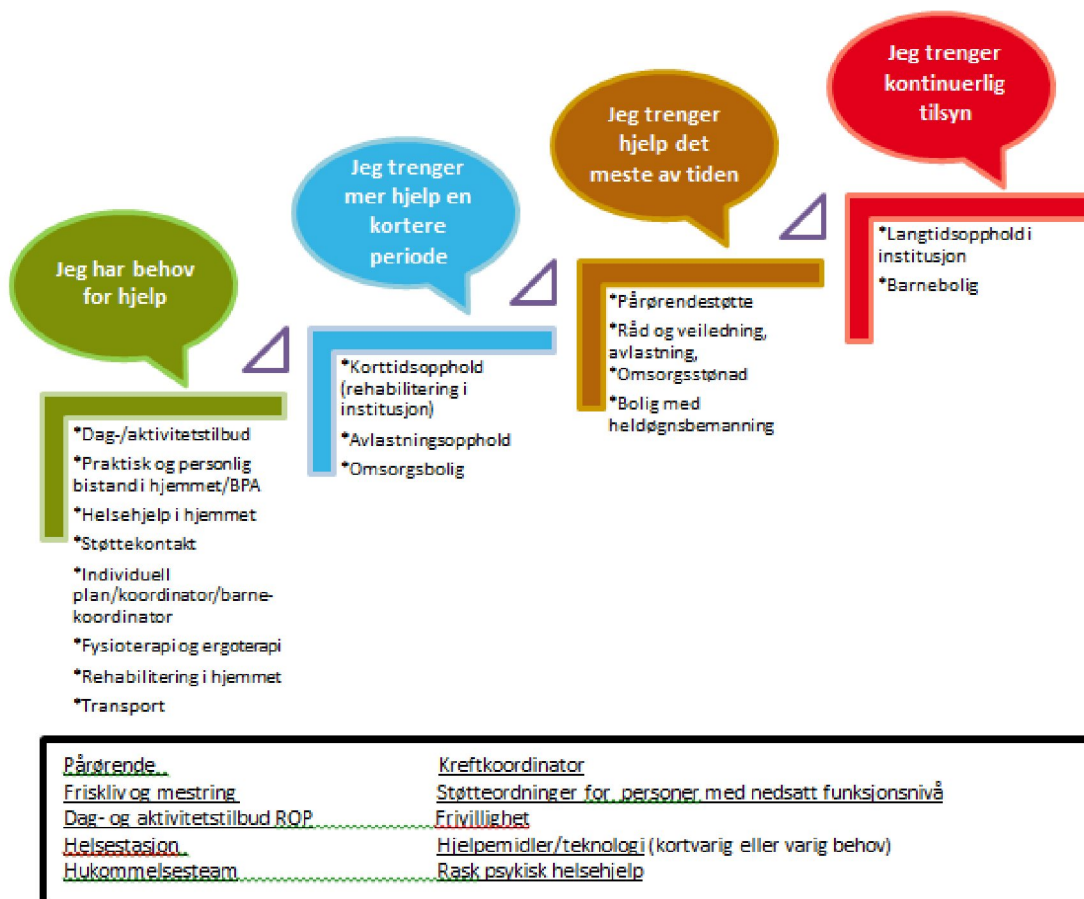 Jeg har behov
for hjelp
*Dag-/aktivitetstilbud
*Praktisk og personlig
bistand i hjemmet/BPA
*Helsehjelp i hjemmet
*Støttekontakt
*Individuell
plan/koordinator/barne-
koordinator
*Fysioterapi og ergoterapi
*Rehabilitering i hjemmet
*Transport
Jeg trenger
mer hjelp en
kortere
periode
*Korttidsopphold
(rehabilitering i
institusjon)
*Avlastningsopphold
*Omsorgsbolig
Jeg trenger
hjelp det
meste av tiden
*Pårørendestøtte
*Råd og veiledning,
avlastning,
*Omsorgsstønad
*Bolig med
heldøgnsbemanning
Jeg trenger
kontinuerlig
tilsyn
*Langtidsopphold i
institusjon
*Barnebolig
Pårørende Kreftkoordinator
Friskliv og mestring Støtteordninger for personer med nedsatt funksjonsnivå
Dag- og aktivitetstilbud ROP Frivillighet
Helsestasjon Hjelpemidler/teknologi (kortvarig eller varig behov)
Hukommelsesteam Rask psykisk helsehjelp